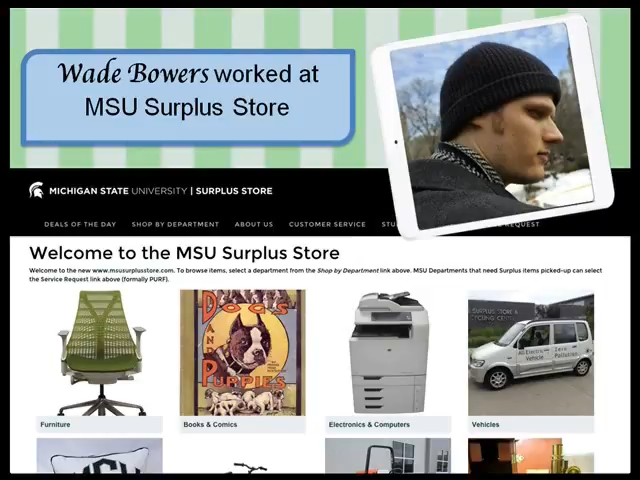 Wade Bowers worked at
MSU Surplus Store
MICHIGAN STATE UNIVERSITY | SURPLUS STORE
DEALS OF THE DAY SHOP BY DEPARTMENT ABOUT US CUSTOMER SERVICE STU REQUEST
Welcome to the MSU Surplus Store
Welcome to the new www.msusurplusstore.com. To browse items, select a department from the Shop by Department link above. MSU Departments that need Surplus items picked-up can select
the Service Request link above (formally PURF).
DOGS
AND
PUPPIES
SURPLUS STORE &
All Electric Zero
Vehicle Pollution
Furniture Books & Comics Electronics & Computers Vehicles